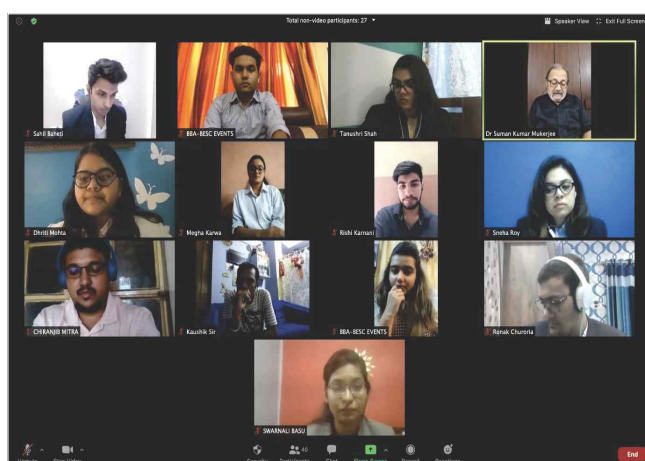 Total non-video participants: 27
Speaker View
Exit Full Screen
Sahil Baheti
BBA-BESC EVENTS
Tanushri Shah
Dr Suman Kumar Mukerjee
Dhriti Mohta
Megha Karwa
Rishi Karnani
Sneha Roy
CHIRANJIB MITRA
Kaushik Sir
BBA-BESC EVENTS
Ronak Churoria
SWARNALI BASU
40
End